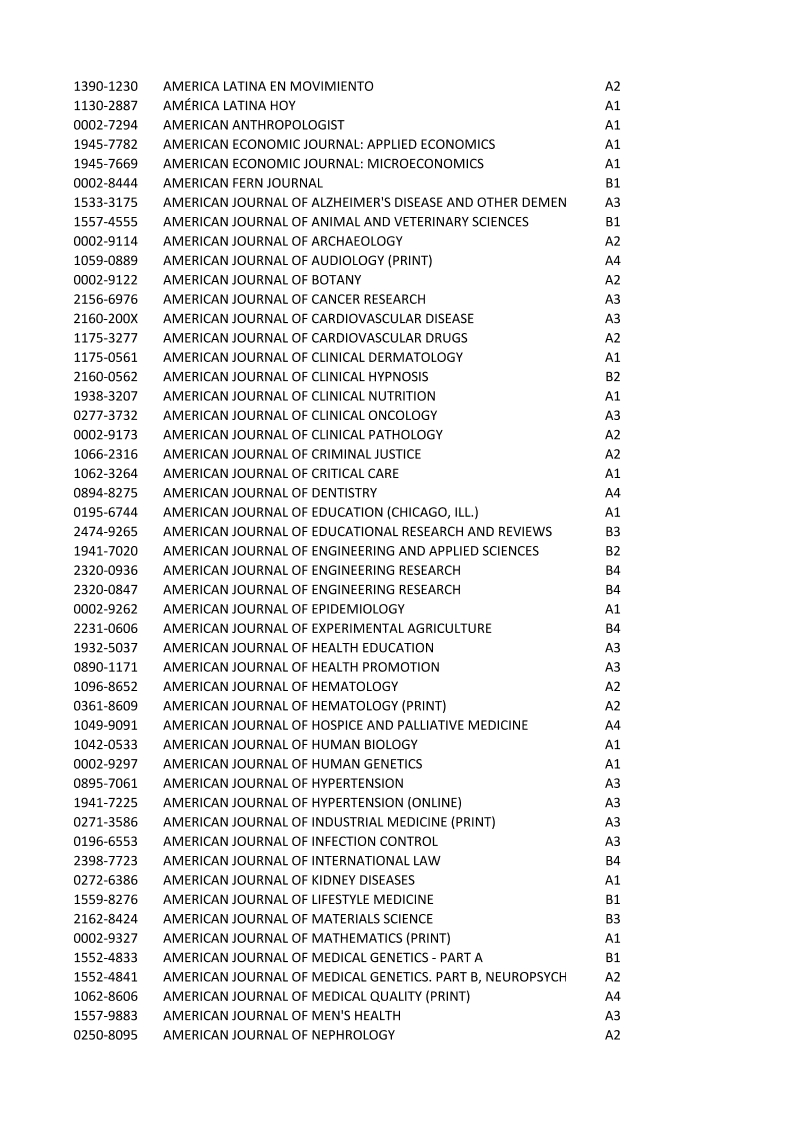 1390-1230 AMERICA LATINA EN MOVIMIENTO A2
1130-2887 AMÉRICA LATINA HOY A1
0002-7294 AMERICAN ANTHROPOLOGIST A1
1945-7782 AMERICAN ECONOMIC JOURNAL: APPLIED ECONOMICS A1
1945-7669 AMERICAN ECONOMIC JOURNAL: MICROECONOMICS A1
0002-8444 AMERICAN FERN JOURNAL B1
1533-3175 AMERICAN JOURNAL OF ALZHEIMER'S DISEASE AND OTHER DEMEN A3
1557-4555 AMERICAN JOURNAL OF ANIMAL AND VETERINARY SCIENCES B1
0002-9114 AMERICAN JOURNAL OF ARCHAEOLOGY A2
1059-0889 AMERICAN JOURNAL OF AUDIOLOGY (PRINT) A4
0002-9122 AMERICAN JOURNAL OF BOTANY A2
2156-6976 AMERICAN JOURNAL OF CANCER RESEARCH A3
2160-200X AMERICAN JOURNAL OF CARDIOVASCULAR DISEASE A3
1175-3277 AMERICAN JOURNAL OF CARDIOVASCULAR DRUGS A2
1175-0561 AMERICAN JOURNAL OF CLINICAL DERMATOLOGY A1
2160-0562 AMERICAN JOURNAL OF CLINICAL HYPNOSIS B2
1938-3207 AMERICAN JOURNAL OF CLINICAL NUTRITION A1
0277-3732 AMERICAN JOURNAL OF CLINICAL ONCOLOGY A3
0002-9173 AMERICAN JOURNAL OF CLINICAL PATHOLOGY A2
1066-2316 AMERICAN JOURNAL OF CRIMINAL JUSTICE A2
1062-3264 AMERICAN JOURNAL OF CRITICAL CARE A1
0894-8275 AMERICAN JOURNAL OF DENTISTRY A4
0195-6744 AMERICAN JOURNAL OF EDUCATION (CHICAGO, ILL.) A1
2474-9265 AMERICAN JOURNAL OF EDUCATIONAL RESEARCH AND REVIEWS B3
1941-7020 AMERICAN JOURNAL OF ENGINEERING AND APPLIED SCIENCES B2
2320-0936 AMERICAN JOURNAL OF ENGINEERING RESEARCH B4
2320-0847 AMERICAN JOURNAL OF ENGINEERING RESEARCH B4
0002-9262 AMERICAN JOURNAL OF EPIDEMIOLOGY A1
2231-0606 AMERICAN JOURNAL OF EXPERIMENTAL AGRICULTURE B4
1932-5037 AMERICAN JOURNAL OF HEALTH EDUCATION A3
0890-1171 AMERICAN JOURNAL OF HEALTH PROMOTION A3
1096-8652 AMERICAN JOURNAL OF HEMATOLOGY A2
0361-8609 AMERICAN JOURNAL OF HEMATOLOGY (PRINT) A2
1049-9091 AMERICAN JOURNAL OF HOSPICE AND PALLIATIVE MEDICINE A4
1042-0533 AMERICAN JOURNAL OF HUMAN BIOLOGY A1
0002-9297 AMERICAN JOURNAL OF HUMAN GENETICS A1
0895-7061 AMERICAN JOURNAL OF HYPERTENSION A3
1941-7225 AMERICAN JOURNAL OF HYPERTENSION (ONLINE) A3
0271-3586 AMERICAN JOURNAL OF INDUSTRIAL MEDICINE (PRINT) A3
0196-6553 AMERICAN JOURNAL OF INFECTION CONTROL A3
2398-7723 AMERICAN JOURNAL OF INTERNATIONAL LAW B4
0272-6386 AMERICAN JOURNAL OF KIDNEY DISEASES A1
1559-8276 AMERICAN JOURNAL OF LIFESTYLE MEDICINE B1
2162-8424 AMERICAN JOURNAL OF MATERIALS SCIENCE B3
0002-9327 AMERICAN JOURNAL OF MATHEMATICS (PRINT) A1
1552-4833 AMERICAN JOURNAL OF MEDICAL GENETICS - PART A B1
1552-4841 AMERICAN JOURNAL OF MEDICAL GENETICS. PART B, NEUROPSYCH A2
1062-8606 AMERICAN JOURNAL OF MEDICAL QUALITY (PRINT) A4
1557-9883 AMERICAN JOURNAL OF MEN'S HEALTH A3
0250-8095 AMERICAN JOURNAL OF NEPHROLOGY A2